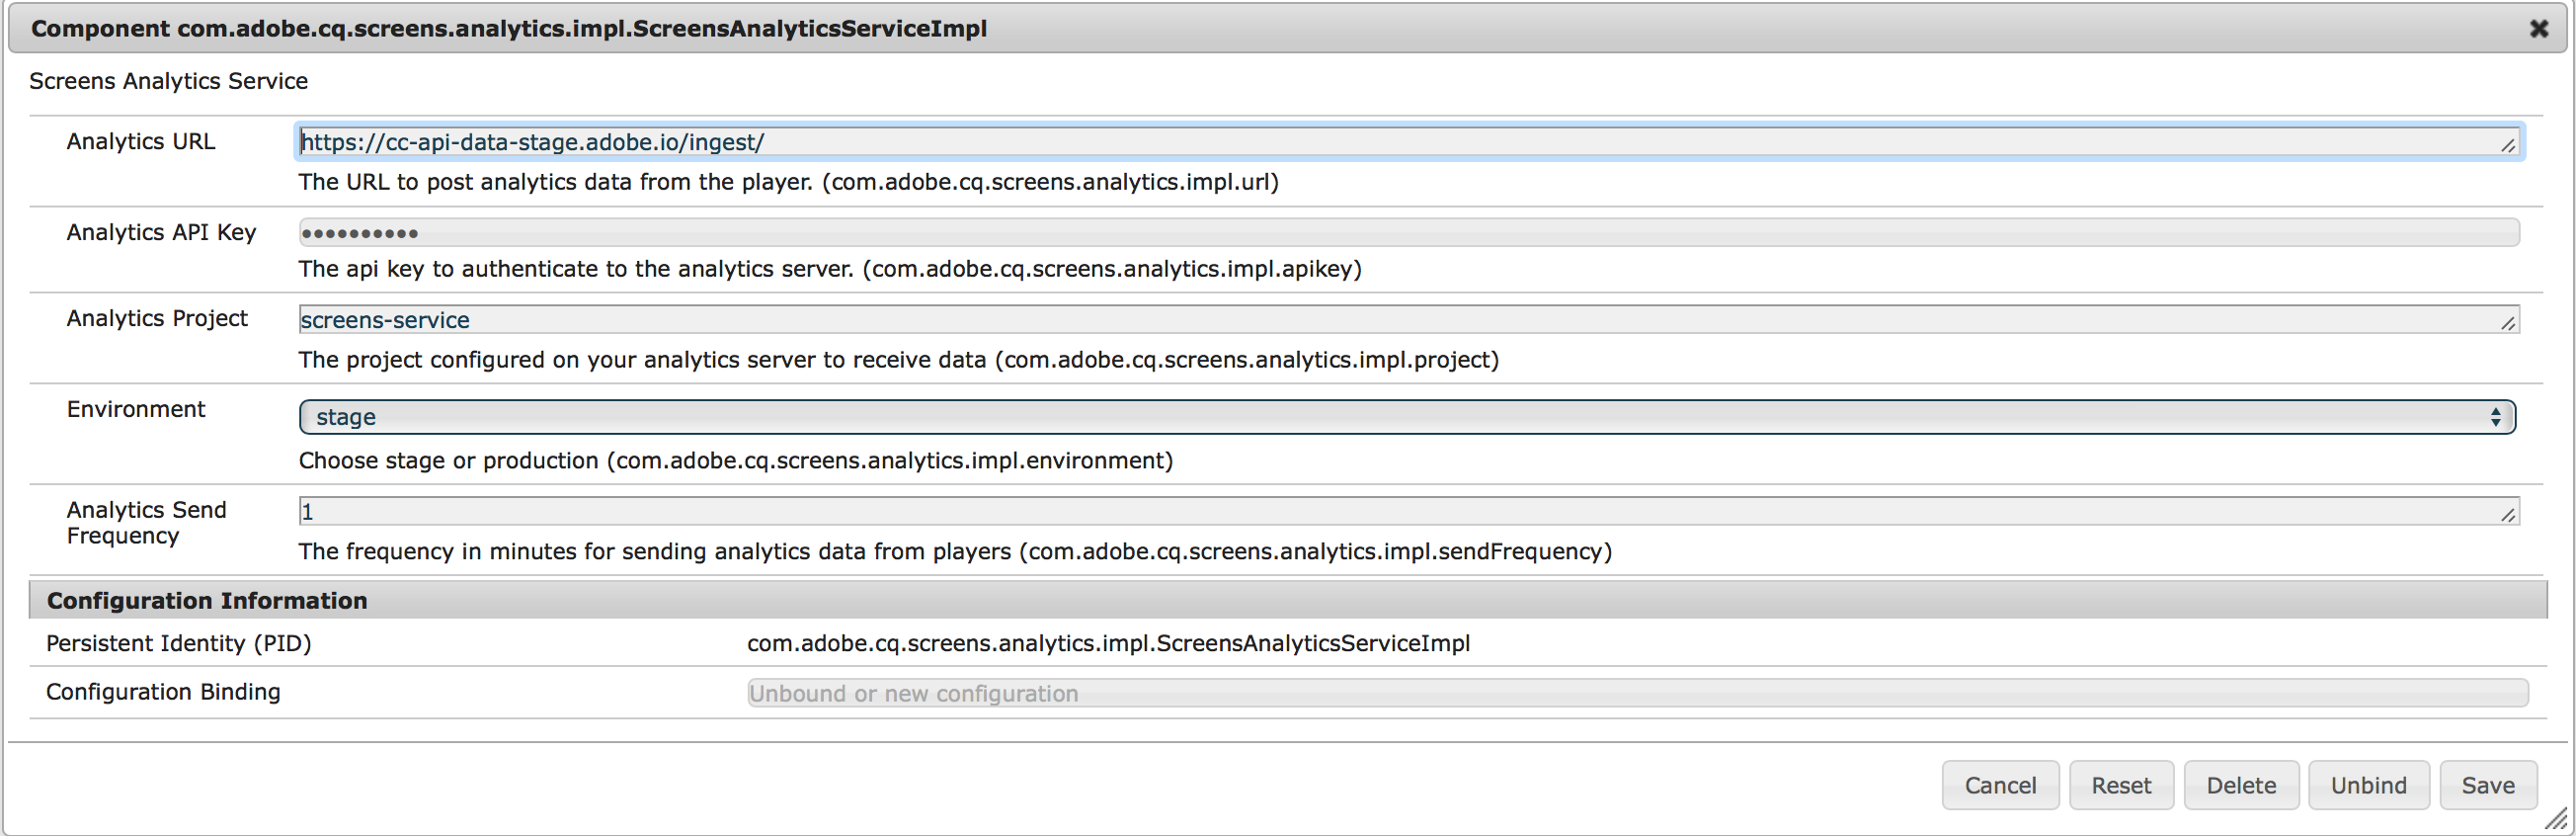 Component com.adobe.cq.screens.analytics.impl.ScreensAnalyticsServiceImpl
Screens Analytics Service
Analytics URL
https://cc-api-data-stage.adobe.io/ingest/
The URL to post analytics data from the player. (com.adobe.cq.screens.analytics.impl.url)
Analytics API Key
••••••••••
The api key to authenticate to the analytics server. (com.adobe.cq.screens.analytics.impl.apikey)
Analytics Project
screens-service
The project configured on your analytics server to receive data (com.adobe.cq.screens.analytics.impl.project)
Environment
stage
Choose stage or production (com.adobe.cq.screens.analytics.impl.environment)
Analytics Send
Frequency
1
The frequency in minutes for sending analytics data from players (com.adobe.cq.screens.analytics.impl.sendFrequency)
Configuration Information
Persistent Identity (PID) com.adobe.cq.screens.analytics.impl.ScreensAnalyticsServiceImpl
Configuration Binding Unbound or new configuration
Cancel Reset Delete Unbind Save